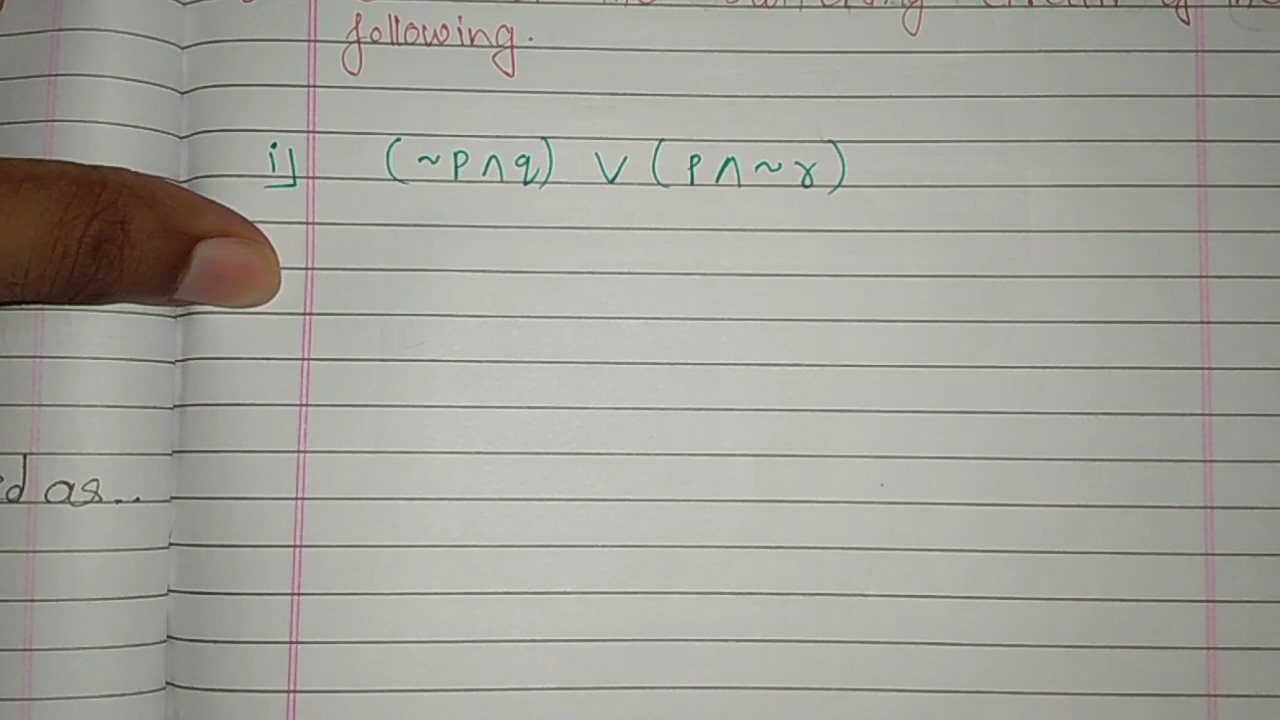 following.
i] (~p∧q) ∨ (p∧~r)
d as..